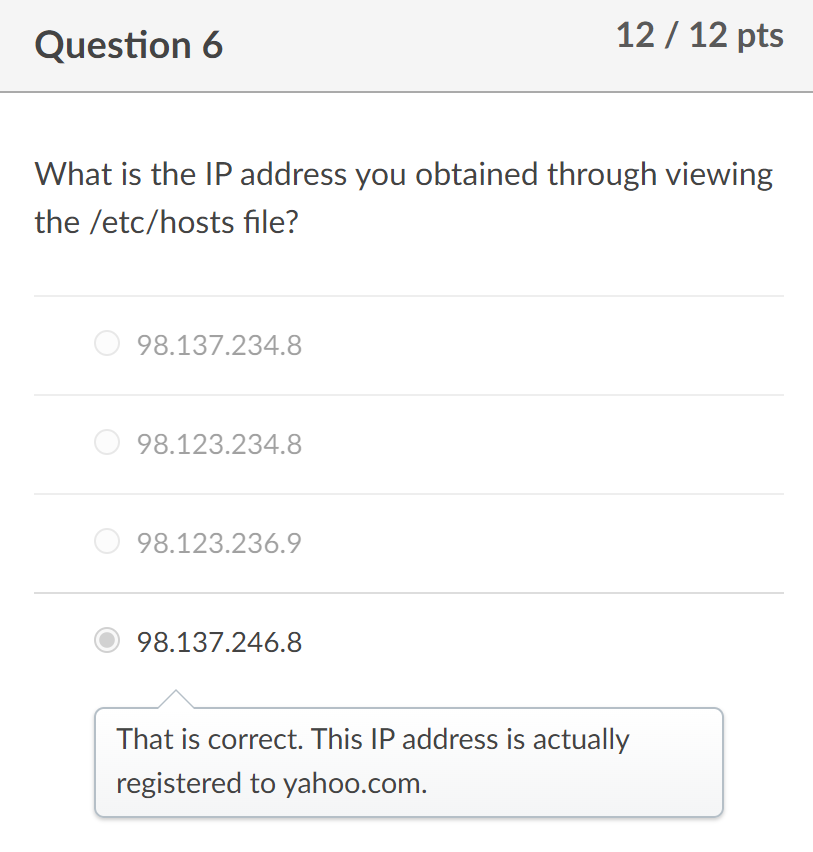 Question 6
12 / 12 pts
What is the IP address you obtained through viewing
the /etc/hosts file?
98.137.234.8
98.123.234.8
98.123.236.9
98.137.246.8
That is correct. This IP address is actually
registered to yahoo.com.